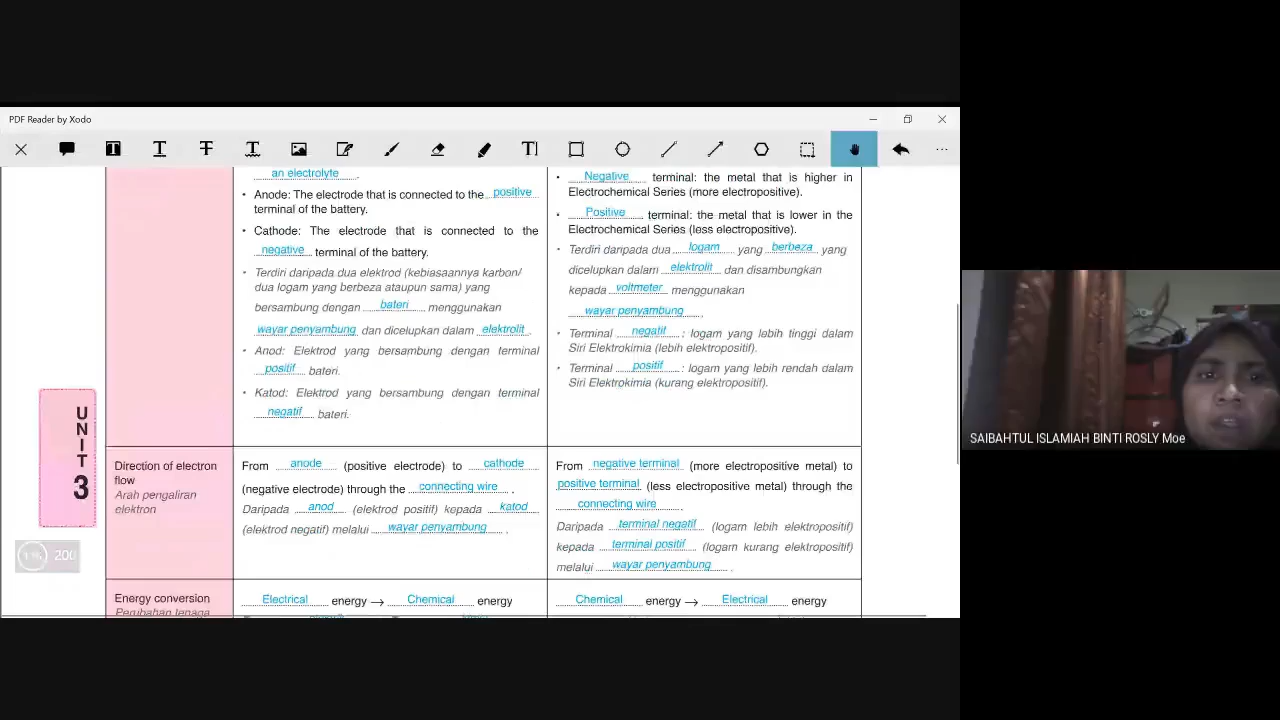 PDF Reader by Xodo
an electrolyte.
• Anode: The electrode that is connected to the positive
terminal of the battery.
• Cathode: The electrode that is connected to the
negative terminal of the battery.
• Terdiri daripada dua elektrod (kebiasaannya karbon/
dua logam yang berbeza ataupun sama) yang
bersambung dengan bateri menggunakan
wayar penyambung dan dicelupkan dalam elektrolit.
• Anod: Elektrod yang bersambung dengan terminal
positif bateri.
• Katod: Elektrod yang bersambung dengan terminal
negatif bateri.
• Negative terminal: the metal that is higher in
Electrochemical Series (more electropositive).
• Positive terminal: the metal that is lower in the
Electrochemical Series (less electropositive).
• Terdiri daripada dua logam yang berbeza yang
dicelupkan dalam elektrolit dan disambungkan
kepada voltmeter menggunakan
wayar penyambung.
• Terminal negatif : logam yang lebih tinggi dalam
Siri Elektrokimia (lebih elektropositif).
• Terminal positif : logam yang lebih rendah dalam
Siri Elektrokimia (kurang elektropositif).
UNIT 3
Direction of electron
flow
Arah pengaliran
elektron
From anode (positive electrode) to cathode
(negative electrode) through the connecting wire.
Daripada anod (elektrod positif) kepada katod
(elektrod negatif) melalui wayar penyambung.
From negative terminal (more electropositive metal) to
positive terminal (less electropositive metal) through the
connecting wire.
Daripada terminal negatif (logam lebih elektropositif)
kepada terminal positif (logam kurang elektropositif)
melalui wayar penyambung.
Energy conversion
Perubahan tenaga
Electrical energy → Chemical energy
Chemical energy → Electrical energy
SAIBAHTUL ISLAMIAH BINTI ROSLY Moe